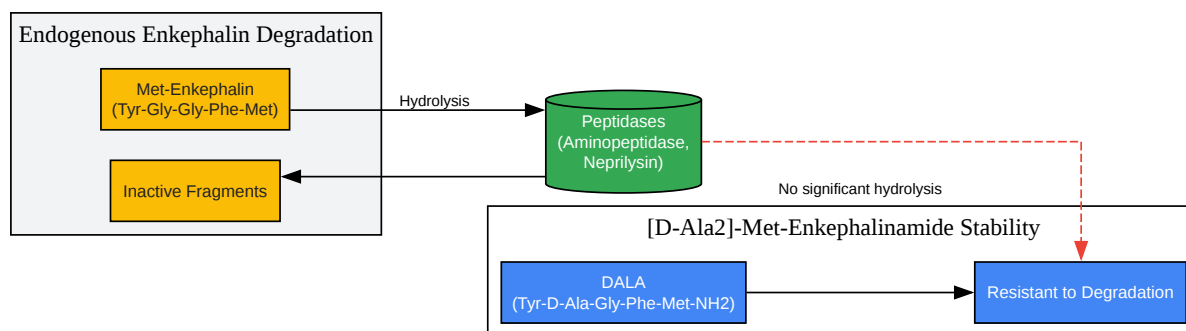 Endogenous Enkephalin Degradation
Met-Enkephalin
(Tyr-Gly-Gly-Phe-Met)
Hydrolysis
Peptidases
(Aminopeptidase,
Neprilysin)
Inactive Fragments
No significant hydrolysis
[D-Ala2]-Met-Enkephalinamide Stability
DALA
(Tyr-D-Ala-Gly-Phe-Met-NH2)
Resistant to Degradation